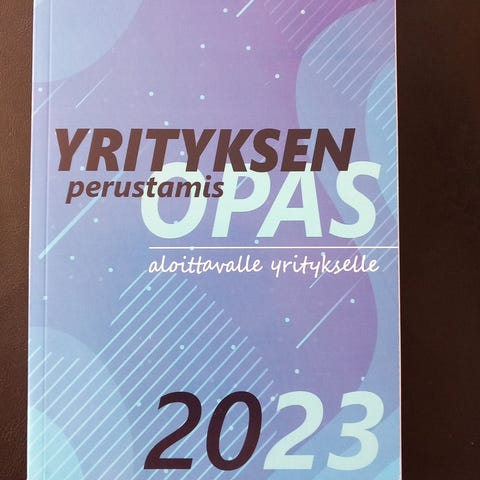 YRITYKSEN
perustamis
OPAS
aloittavalle yritykselle
2023